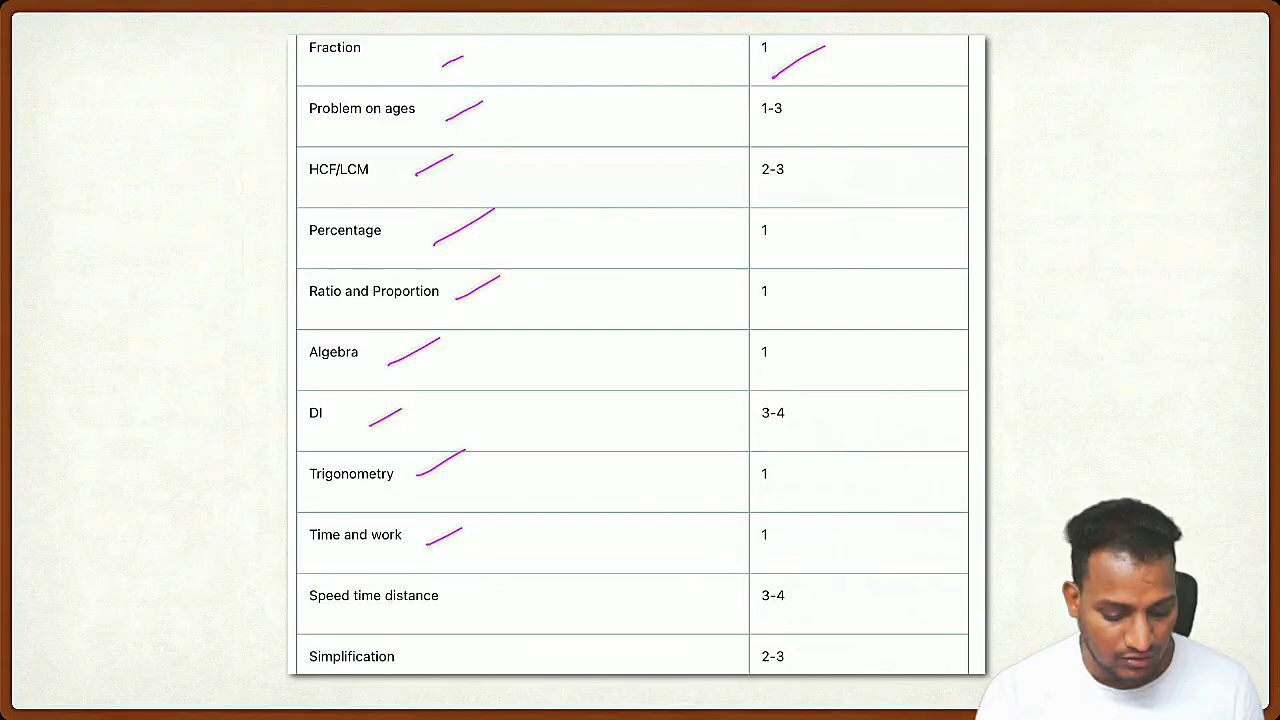 Fraction 1
Problem on ages 1-3
HCF/LCM 2-3
Percentage 1
Ratio and Proportion 1
Algebra 1
DI 3-4
Trigonometry 1
Time and work 1
Speed time distance 3-4
Simplification 2-3